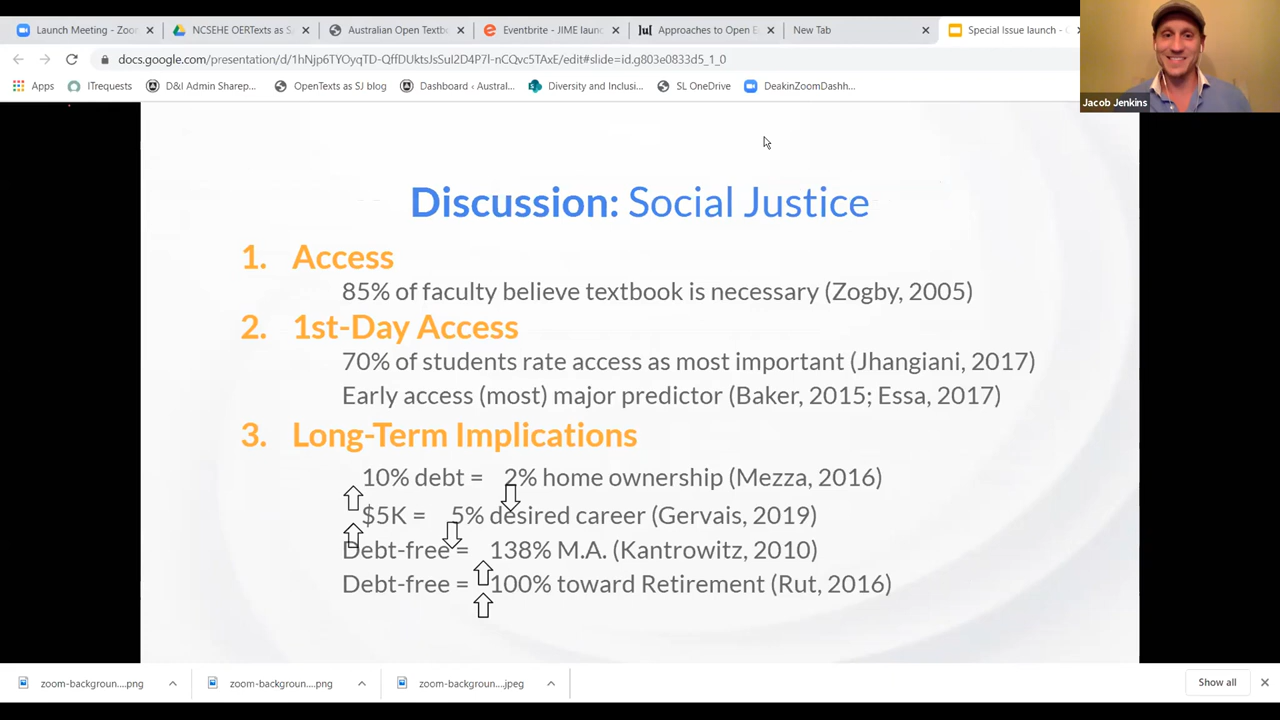 Launch Meeting - Zoo
NCSEHE OERTexts as S
Australian Open Textb
Eventbrite - JIME laun
[u] Approaches to Open E
New Tab
Special Issue launch - 
docs.google.com/presentation/d/1hNjp6TYOyqTD-QffDUktsJsSuI2D4P7l-nCQvc5TAxE/edit#slide=id.g803e0833d5_1_0
Apps
ITrequests
D&I Admin Sharep...
OpenTexts as SJ blog
Dashboard ‹ Austral...
Diversity and Inclusi...
SL OneDrive
DeakinZoomDashh...
Jacob Jenkins
Discussion: Social Justice
1. Access
85% of faculty believe textbook is necessary (Zogby, 2005)
2. 1st-Day Access
70% of students rate access as most important (Jhangiani, 2017)
Early access (most) major predictor (Baker, 2015; Essa, 2017)
3. Long-Term Implications
10% debt = 2% home ownership (Mezza, 2016)
$5K = 5% desired career (Gervais, 2019)
Debt-free = 138% M.A. (Kantrowitz, 2010)
Debt-free = 100% toward Retirement (Rut, 2016)
zoom-backgroun....png
zoom-backgroun....png
zoom-backgroun....jpeg
Show all